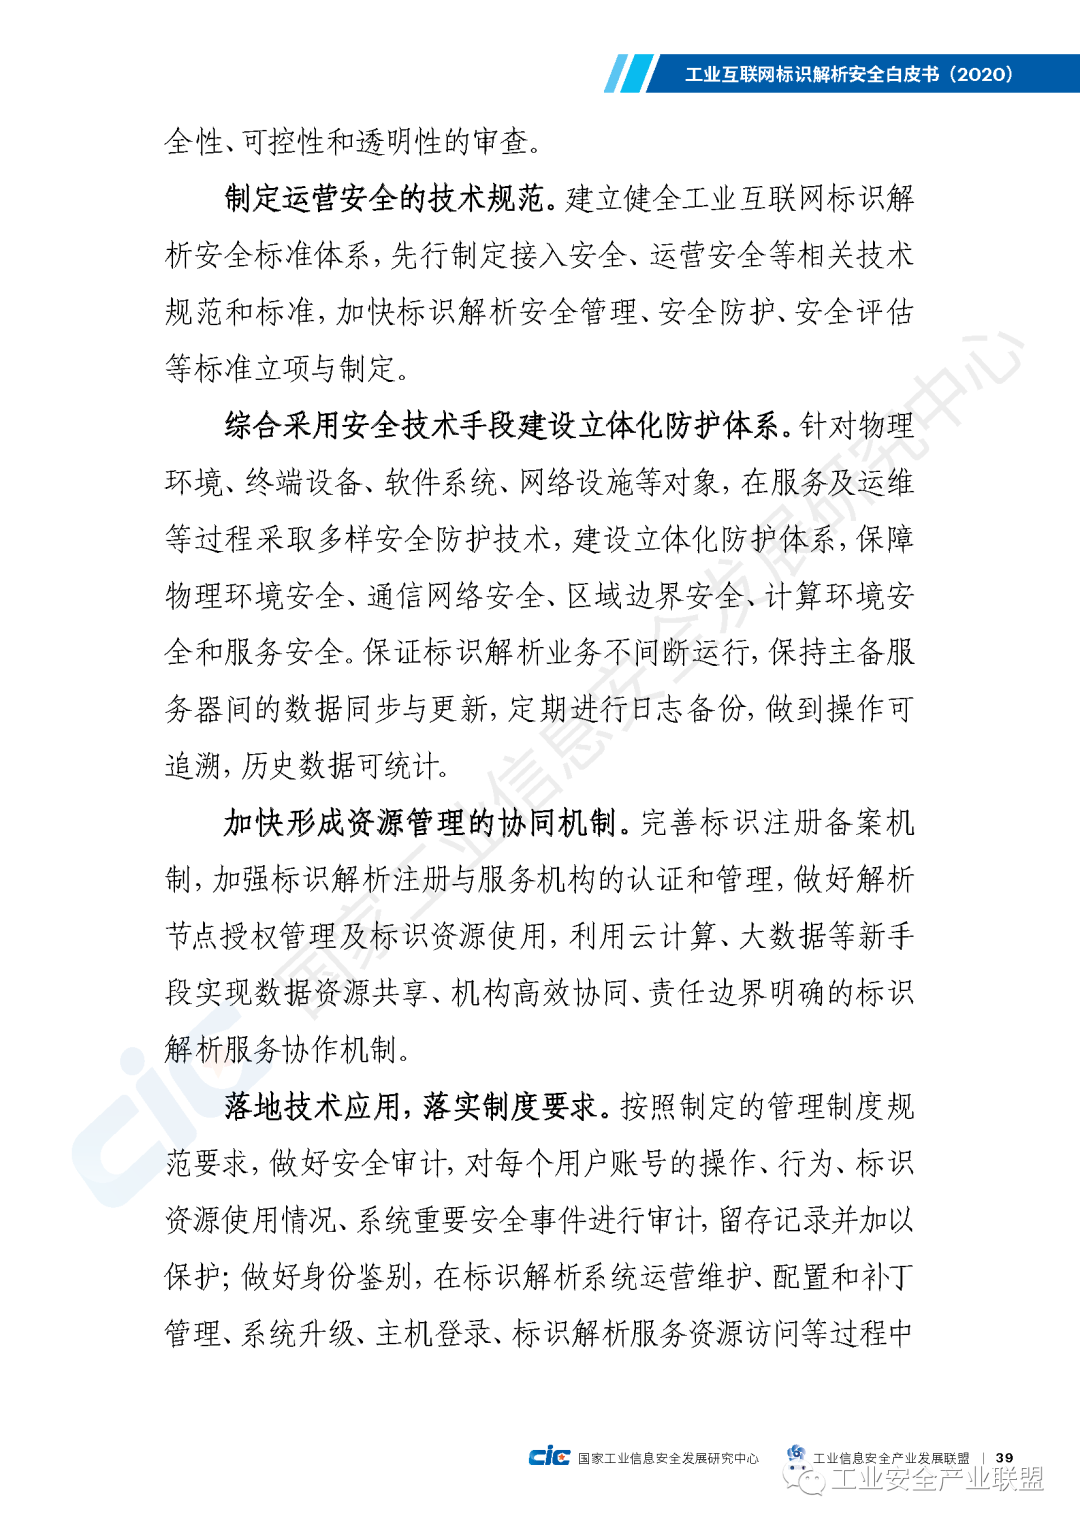 工业互联网标识解析安全白皮书（2020）
全性、可控性和透明性的审查。
制定运营安全的技术规范。建立健全工业互联网标识解
析安全标准体系，先行制定接入安全、运营安全等相关技术
规范和标准，加快标识解析安全管理、安全防护、安全评估
等标准立项与制定。
综合采用安全技术手段建设立体化防护体系。针对物理
环境、终端设备、软件系统、网络设施等对象，在服务及运维
等过程采取多样安全防护技术，建设立体化防护体系，保障
物理环境安全、通信网络安全、区域边界安全、计算环境安
全和服务安全。保证标识解析业务不间断运行，保持主备服
务器间的数据同步与更新，定期进行日志备份，做到操作可
追溯，历史数据可统计。
加快形成资源管理的协同机制。完善标识注册备案机
制，加强标识解析注册与服务机构的认证和管理，做好解析
节点授权管理及标识资源使用，利用云计算、大数据等新手
段实现数据资源共享、机构高效协同、责任边界明确的标识
解析服务协作机制。
落地技术应用，落实制度要求。按照制定的管理制度规
范要求，做好安全审计，对每个用户账号的操作、行为、标识
资源使用情况、系统重要安全事件进行审计，留存记录并加以
保护；做好身份鉴别，在标识解析系统运营维护、配置和补丁
管理、系统升级、主机登录、标识解析服务资源访问等过程中
国家工业信息安全发展研究中心
CIC
CIC 国家工业信息安全发展研究中心 工业信息安全产业发展联盟 | 39
工业安全产业联盟